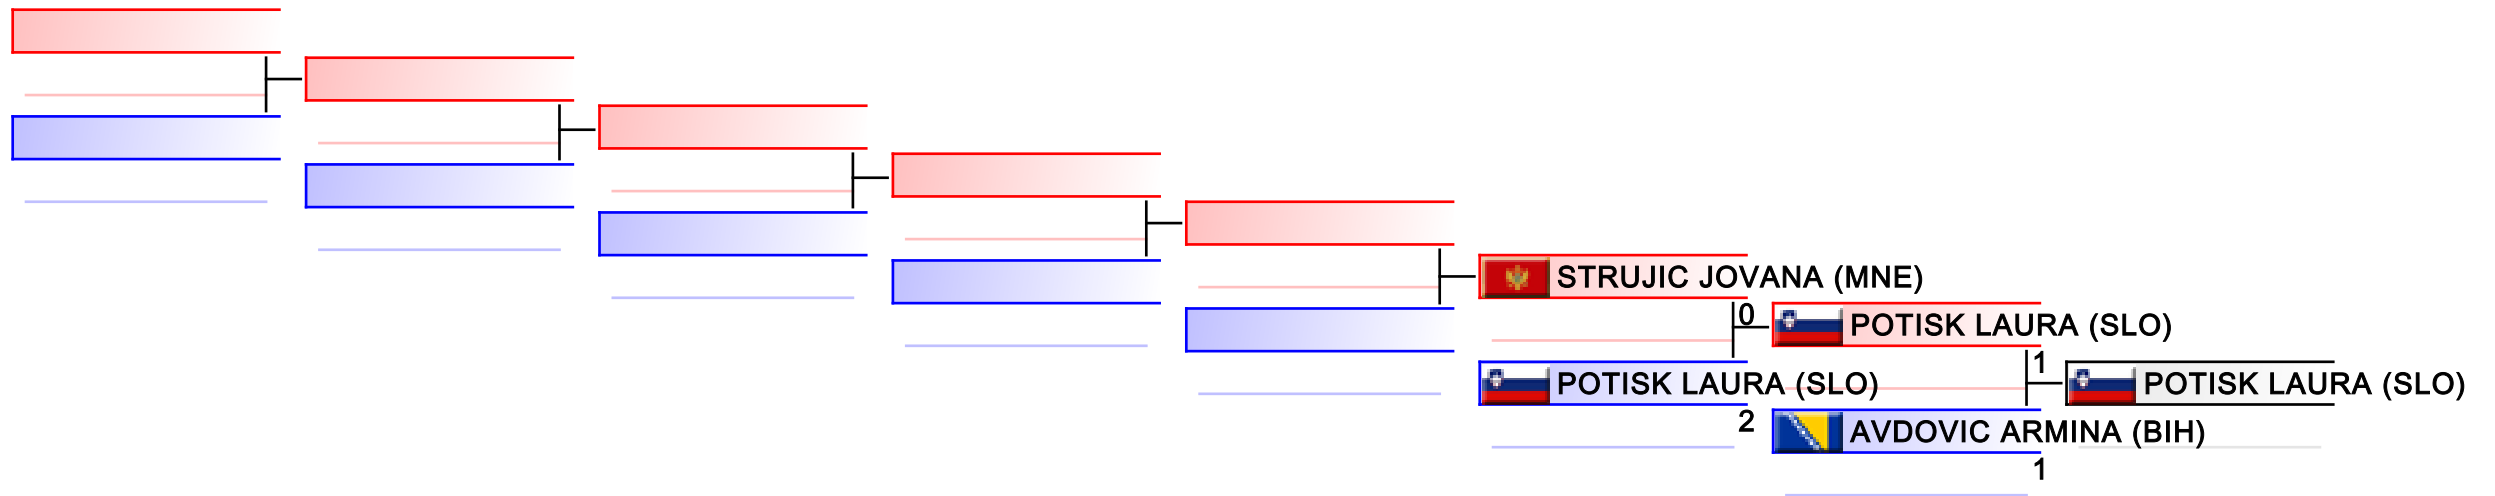 STRUJIC JOVANA (MNE)
0
POTISK LAURA (SLO)
2
POTISK LAURA (SLO)
1
AVDOVIC ARMINA (BIH)
1
POTISK LAURA (SLO)